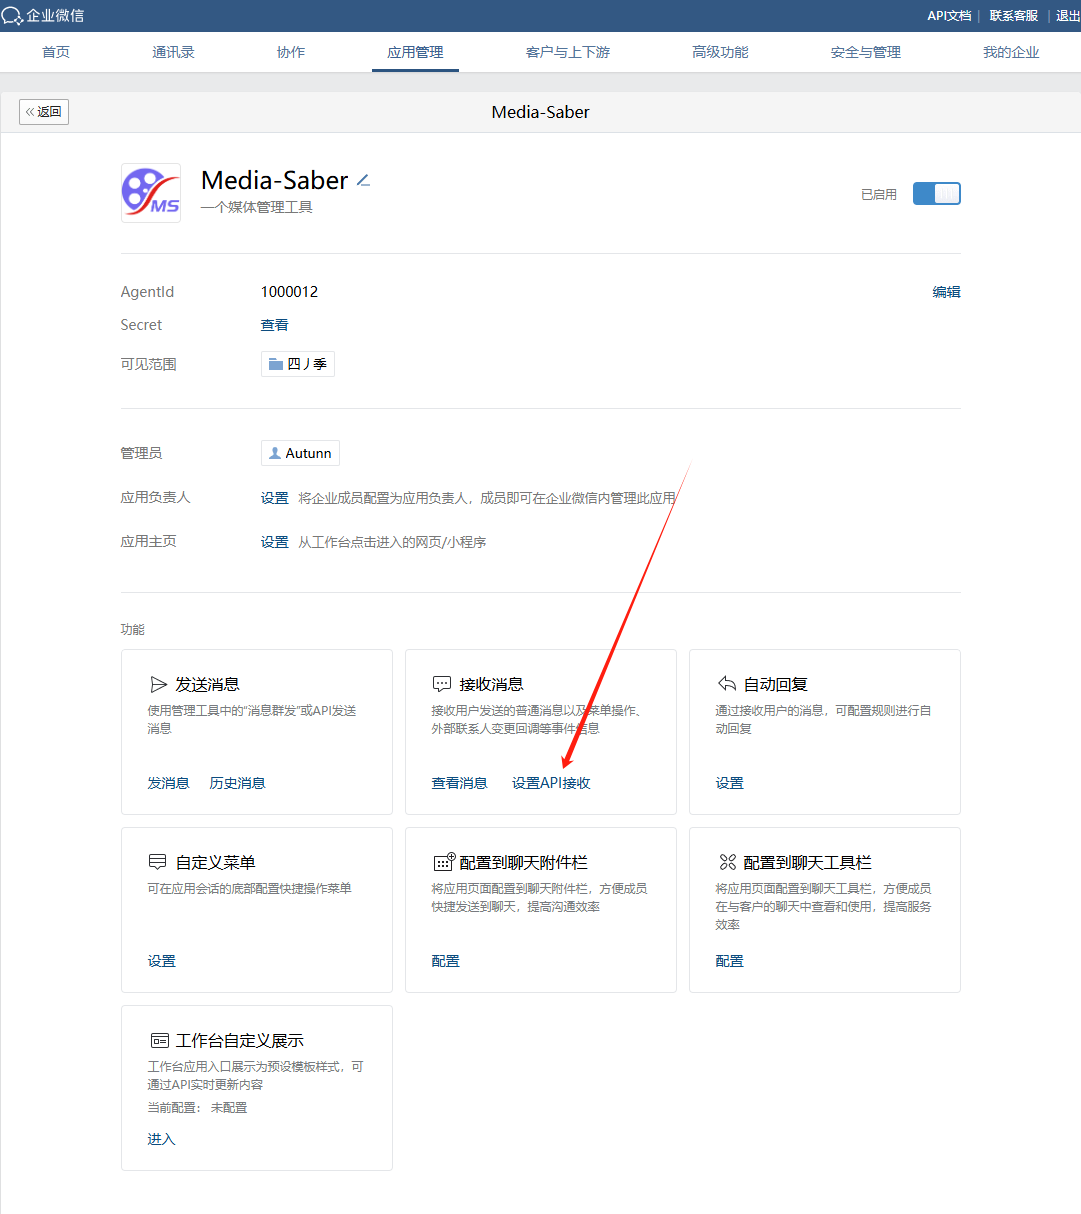 企业微信
API文档 | 联系客服 | 退出
首页 通讯录 协作 应用管理 客户与上下游 高级功能 安全与管理 我的企业
«返回 Media-Saber
MS
Media-Saber
一个媒体管理工具
已启用
AgentId 1000012 编辑
Secret 查看
可见范围 四丿季
管理员 Autunn
应用负责人 设置 将企业成员配置为应用负责人，成员即可在企业微信内管理此应用
应用主页 设置 从工作台点击进入的网页/小程序
功能
发送消息
使用管理工具中的“消息群发”或API发送
消息
发消息 历史消息
接收消息
接收用户发送的普通消息以及菜单操作、
外部联系人变更回调等事件信息
查看消息 设置API接收
自动回复
通过接收用户的消息，可配置规则进行自
动回复
设置
自定义菜单
可在应用会话的底部配置快捷操作菜单
设置
配置到聊天附件栏
将应用页面配置到聊天附件栏，方便成员
快捷发送到聊天，提高沟通效率
配置
配置到聊天工具栏
将应用页面配置到聊天工具栏，方便成员
在与客户的聊天中查看和使用，提高服务
效率
配置
工作台自定义展示
工作台应用入口展示为预设模板样式，可
通过API实时更新内容
当前配置： 未配置
进入